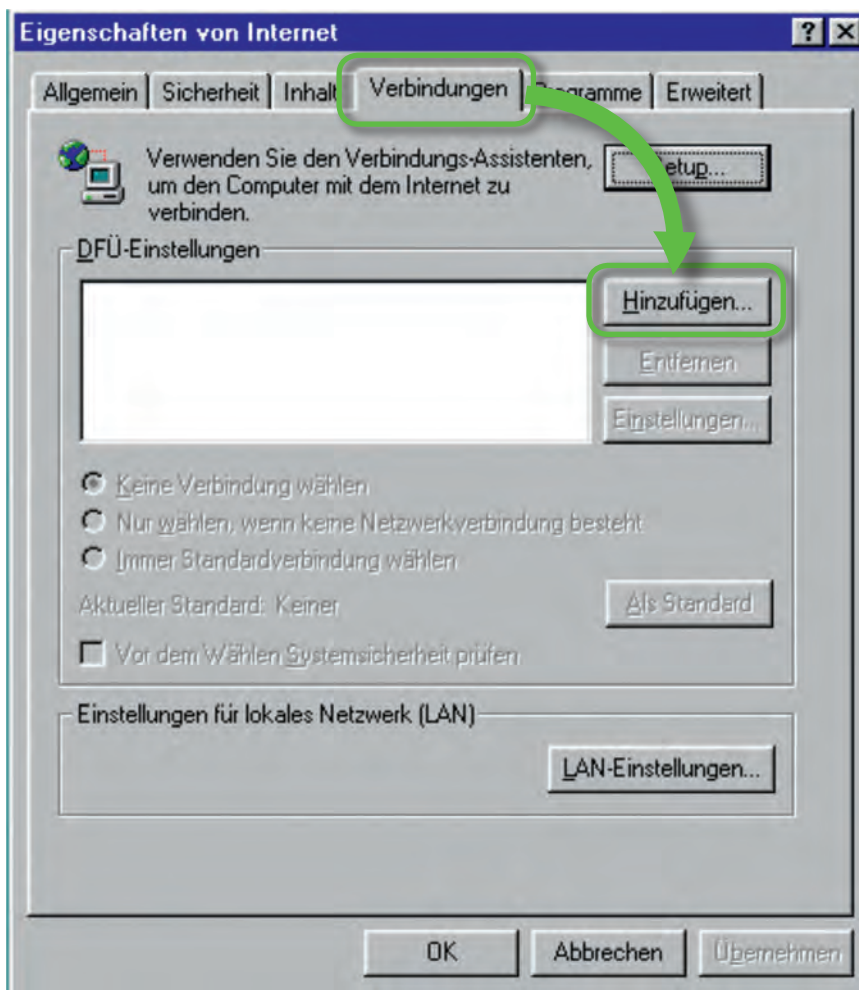 Eigenschaften von Internet
Allgemein Sicherheit Inhalt Verbindungen Programme Erweitert
Verwenden Sie den Verbindungs-Assistenten,
um den Computer mit dem Internet zu
verbinden.
Setup...
DFÜ-Einstellungen
Hinzufügen...
Entfernen
Einstellungen...
Keine Verbindung wählen
Nur wählen, wenn keine Netzwerkverbindung besteht
Immer Standardverbindung wählen
Aktueller Standard: Keiner
Als Standard
Vor dem Wählen Systemsicherheit prüfen
Einstellungen für lokales Netzwerk (LAN)
LAN-Einstellungen...
OK Abbrechen Übernehmen